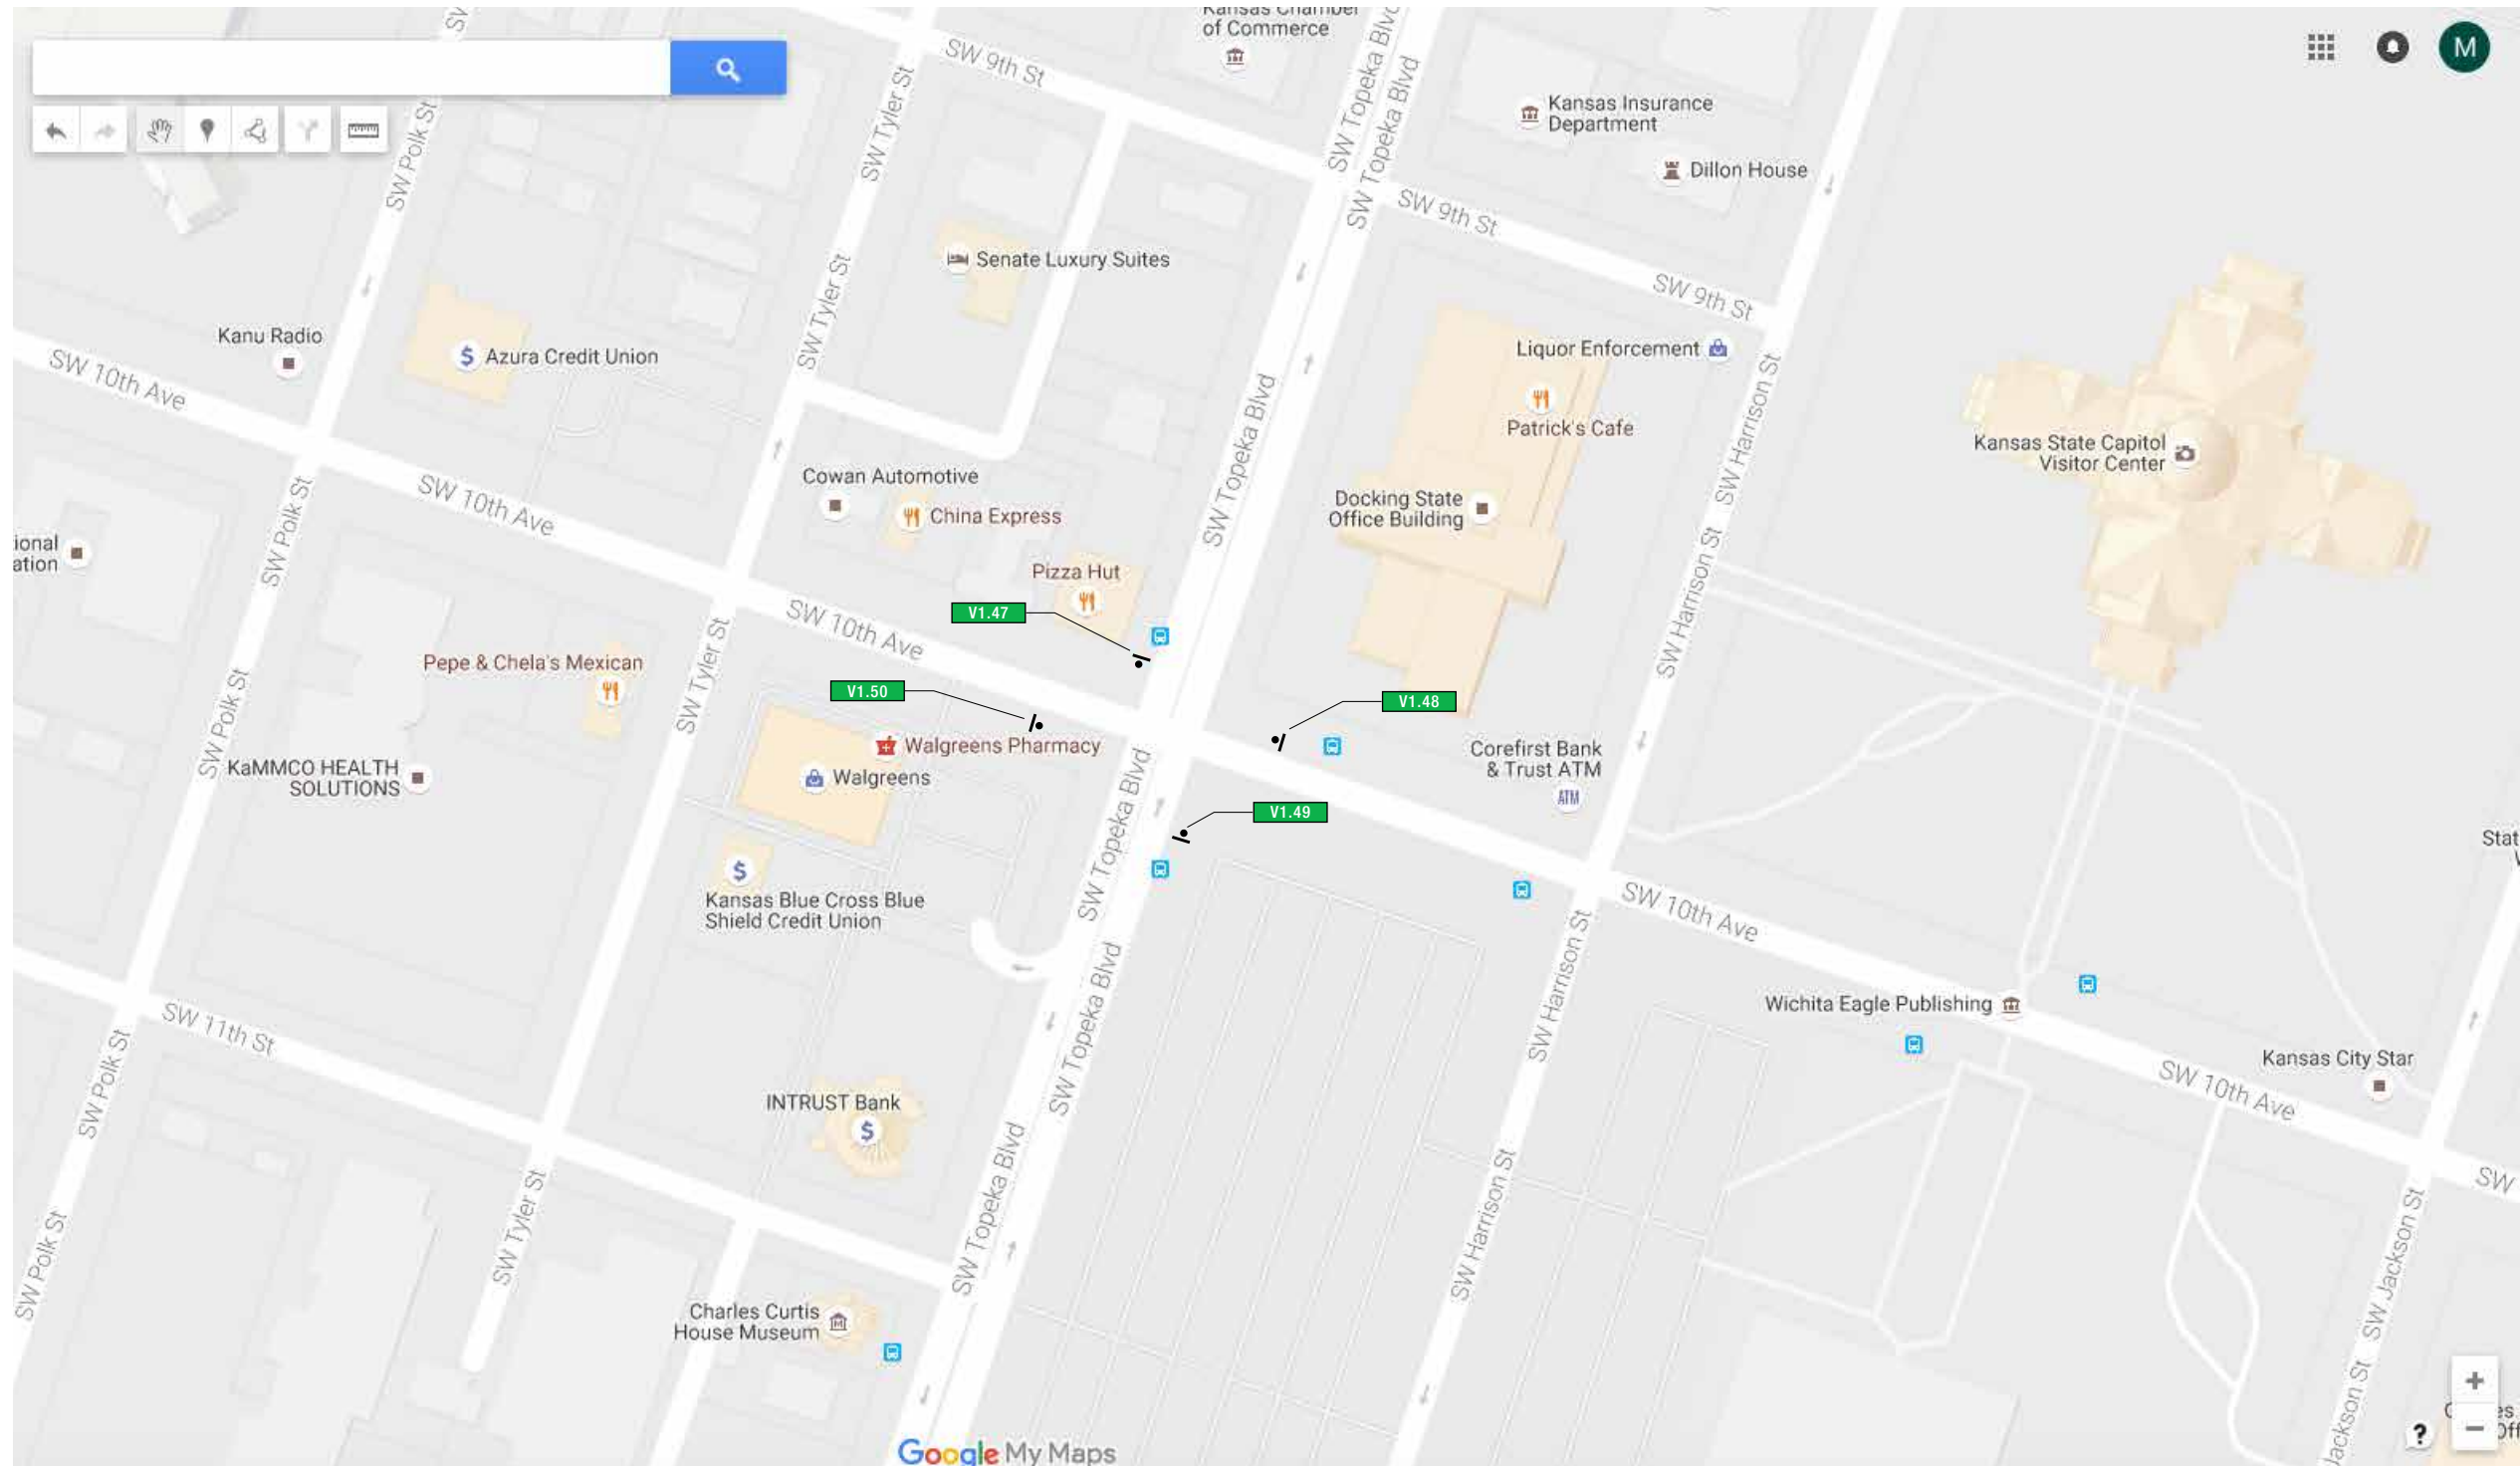 Kansas Chamber
of Commerce
M
SW 9th St
SW Topeka Blvd
SW Topeka Blvd
SW Tyler St
SW Polk St
Kansas Insurance
Department
Dillon House
SW 9th St
Senate Luxury Suites
SW 9th St
SW Tyler St
Kanu Radio
Azura Credit Union
Liquor Enforcement
SW 10th Ave
SW Topeka Blvd
Patrick's Cafe
SW Harrison St
Kansas State Capitol
Visitor Center
Cowan Automotive
China Express
SW 10th Ave
Docking State
Office Building
SW Polk St
ional
ation
Pizza Hut
V1.47
SW 10th Ave
SW Harrison St
Pepe & Chela's Mexican
SW Tyler St
V1.50
V1.48
SW Polk St
Walgreens Pharmacy
Walgreens
KaMMCO HEALTH
SOLUTIONS
Corefirst Bank
& Trust ATM
ATM
V1.49
SW Topeka Blvd
Stat
Kansas Blue Cross Blue
Shield Credit Union
SW 10th Ave
SW Harrison St
SW Topeka Blvd
Wichita Eagle Publishing
SW 11th St
SW Polk St
Kansas City Star
SW 10th Ave
INTRUST Bank
SW
SW Topeka Blvd
SW Tyler St
SW Harrison St
SW Jackson St
SW Polk St
Charles Curtis
House Museum
Jackson St
Google My Maps